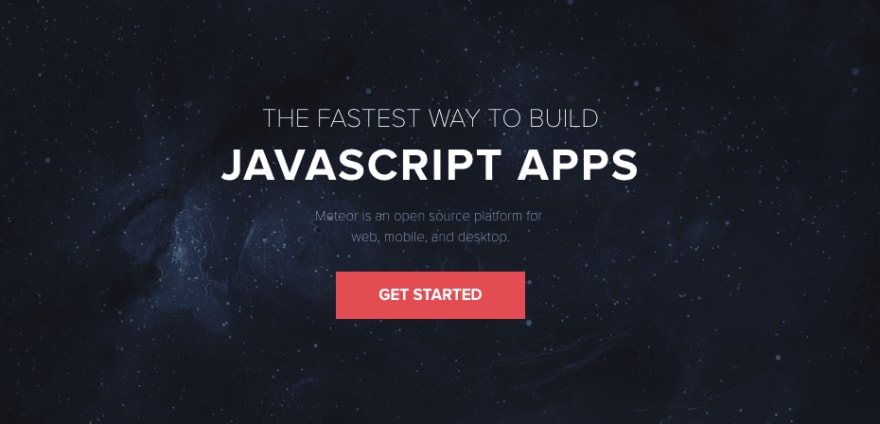 THE FASTEST WAY TO BUILD
JAVASCRIPT APPS
Meteor is an open source platform for
web, mobile, and desktop.
GET STARTED